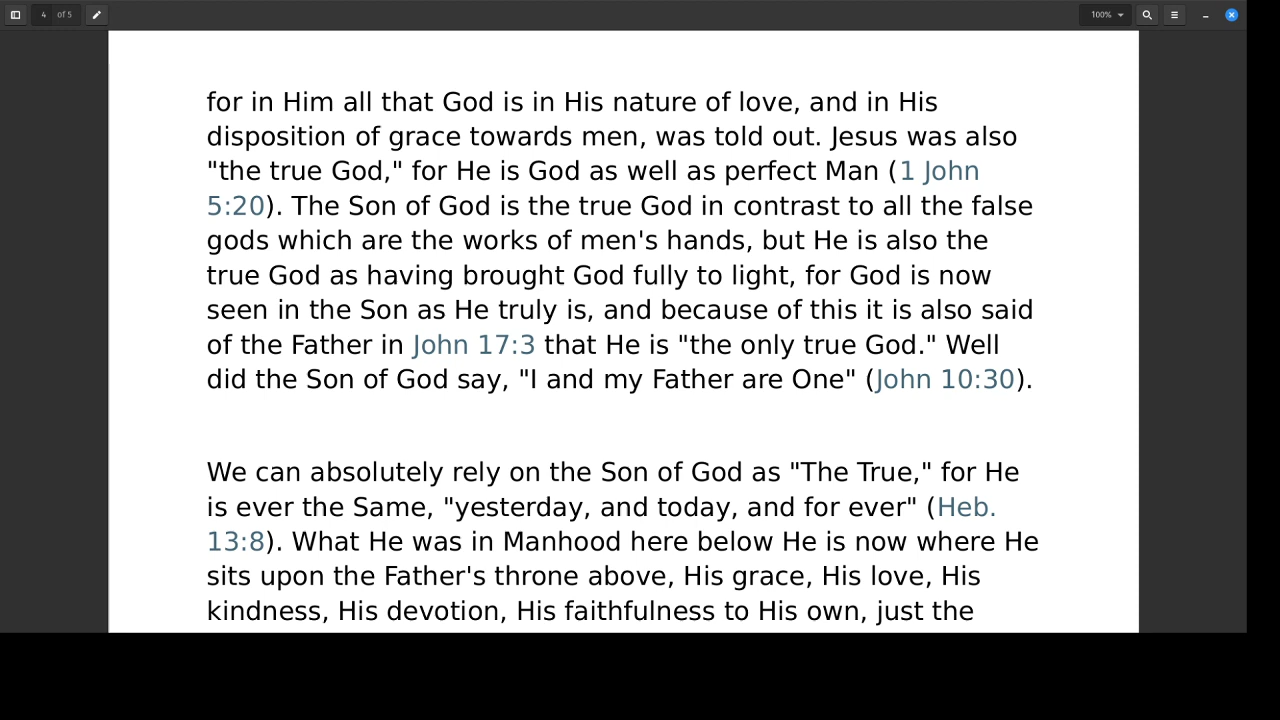 4 of 5
100%
for in Him all that God is in His nature of love, and in His
disposition of grace towards men, was told out. Jesus was also
"the true God," for He is God as well as perfect Man (1 John
5:20). The Son of God is the true God in contrast to all the false
gods which are the works of men's hands, but He is also the
true God as having brought God fully to light, for God is now
seen in the Son as He truly is, and because of this it is also said
of the Father in John 17:3 that He is "the only true God." Well
did the Son of God say, "I and my Father are One" (John 10:30).
We can absolutely rely on the Son of God as "The True," for He
is ever the Same, "yesterday, and today, and for ever" (Heb.
13:8). What He was in Manhood here below He is now where He
sits upon the Father's throne above, His grace, His love, His
kindness, His devotion, His faithfulness to His own, just the